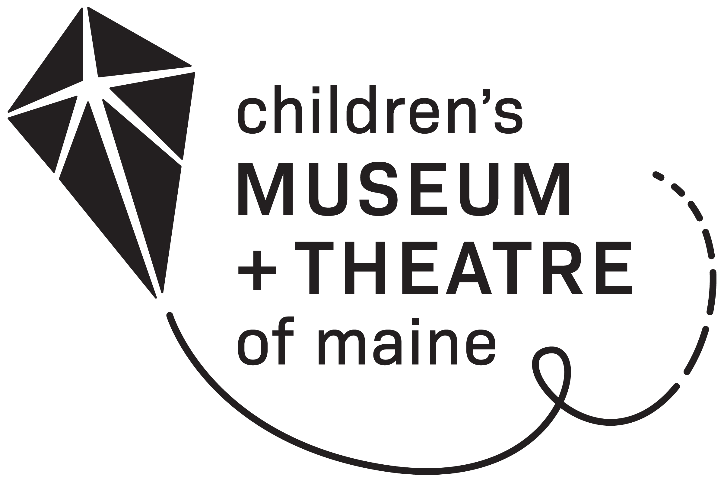 children's
MUSEUM
+ THEATRE
of maine